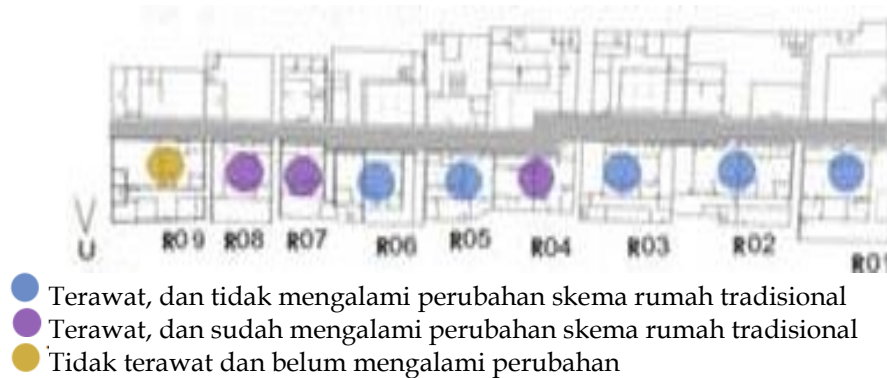 R09 R08 R07 R06 R05 R04 R03 R02 R01
U
Terawat, dan tidak mengalami perubahan skema rumah tradisional
Terawat, dan sudah mengalami perubahan skema rumah tradisional
Tidak terawat dan belum mengalami perubahan